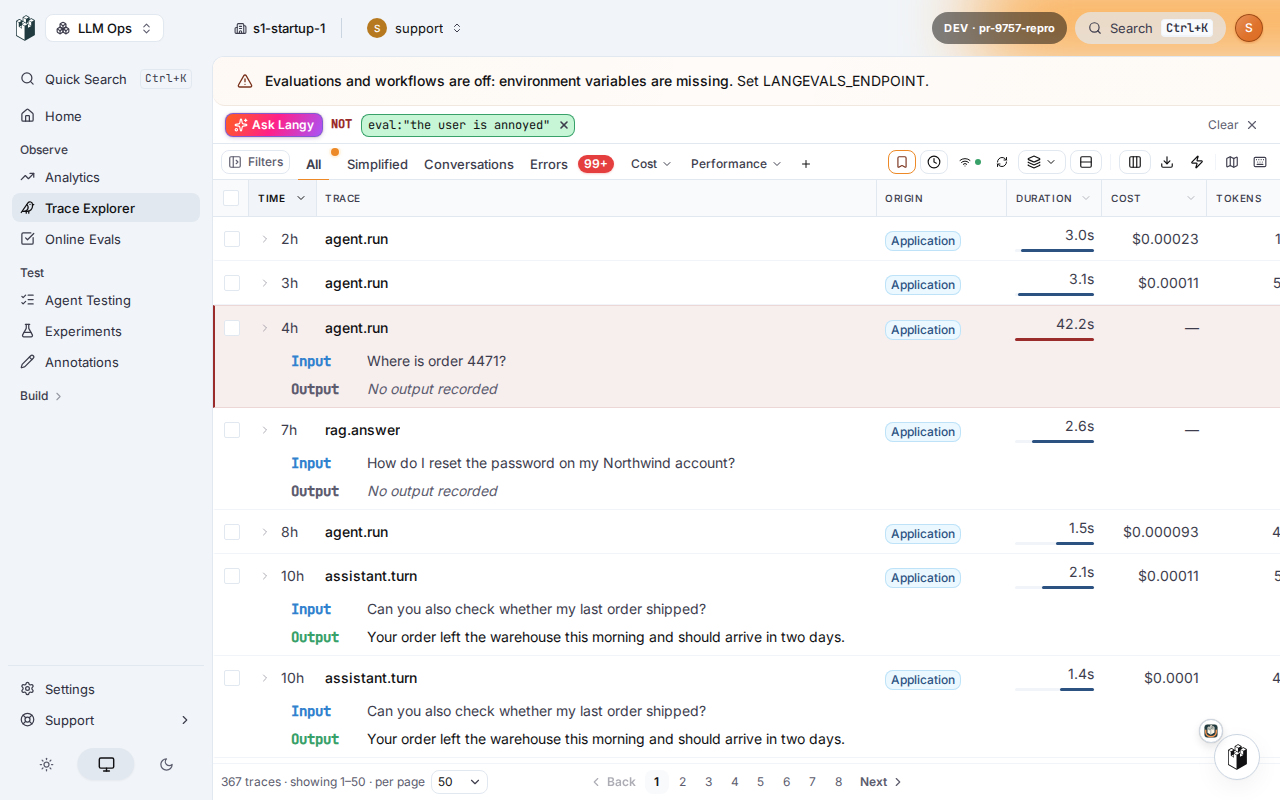 LLM Ops
s1-startup-1
S support
DEV · pr-9757-repro
Search Ctrl+K
S
Quick Search Ctrl+K
Home
Observe
Analytics
Trace Explorer
Online Evals
Test
Agent Testing
Experiments
Annotations
Build
Settings
Support
Evaluations and workflows are off: environment variables are missing. Set LANGEVALS_ENDPOINT.
Ask Langy NOT eval:"the user is annoyed" ✕
Clear ✕
Filters All Simplified Conversations Errors 99+ Cost Performance +
TIME TRACE ORIGIN DURATION COST TOKENS
2h agent.run Application 3.0s $0.00023 1
3h agent.run Application 3.1s $0.00011 5
4h agent.run Application 42.2s —
Input Where is order 4471?
Output No output recorded
7h rag.answer Application 2.6s —
Input How do I reset the password on my Northwind account?
Output No output recorded
8h agent.run Application 1.5s $0.000093 4
10h assistant.turn Application 2.1s $0.00011 5
Input Can you also check whether my last order shipped?
Output Your order left the warehouse this morning and should arrive in two days.
10h assistant.turn Application 1.4s $0.0001 4
Input Can you also check whether my last order shipped?
Output Your order left the warehouse this morning and should arrive in two days.
367 traces · showing 1–50 · per page 50
Back 1 2 3 4 5 6 7 8 Next